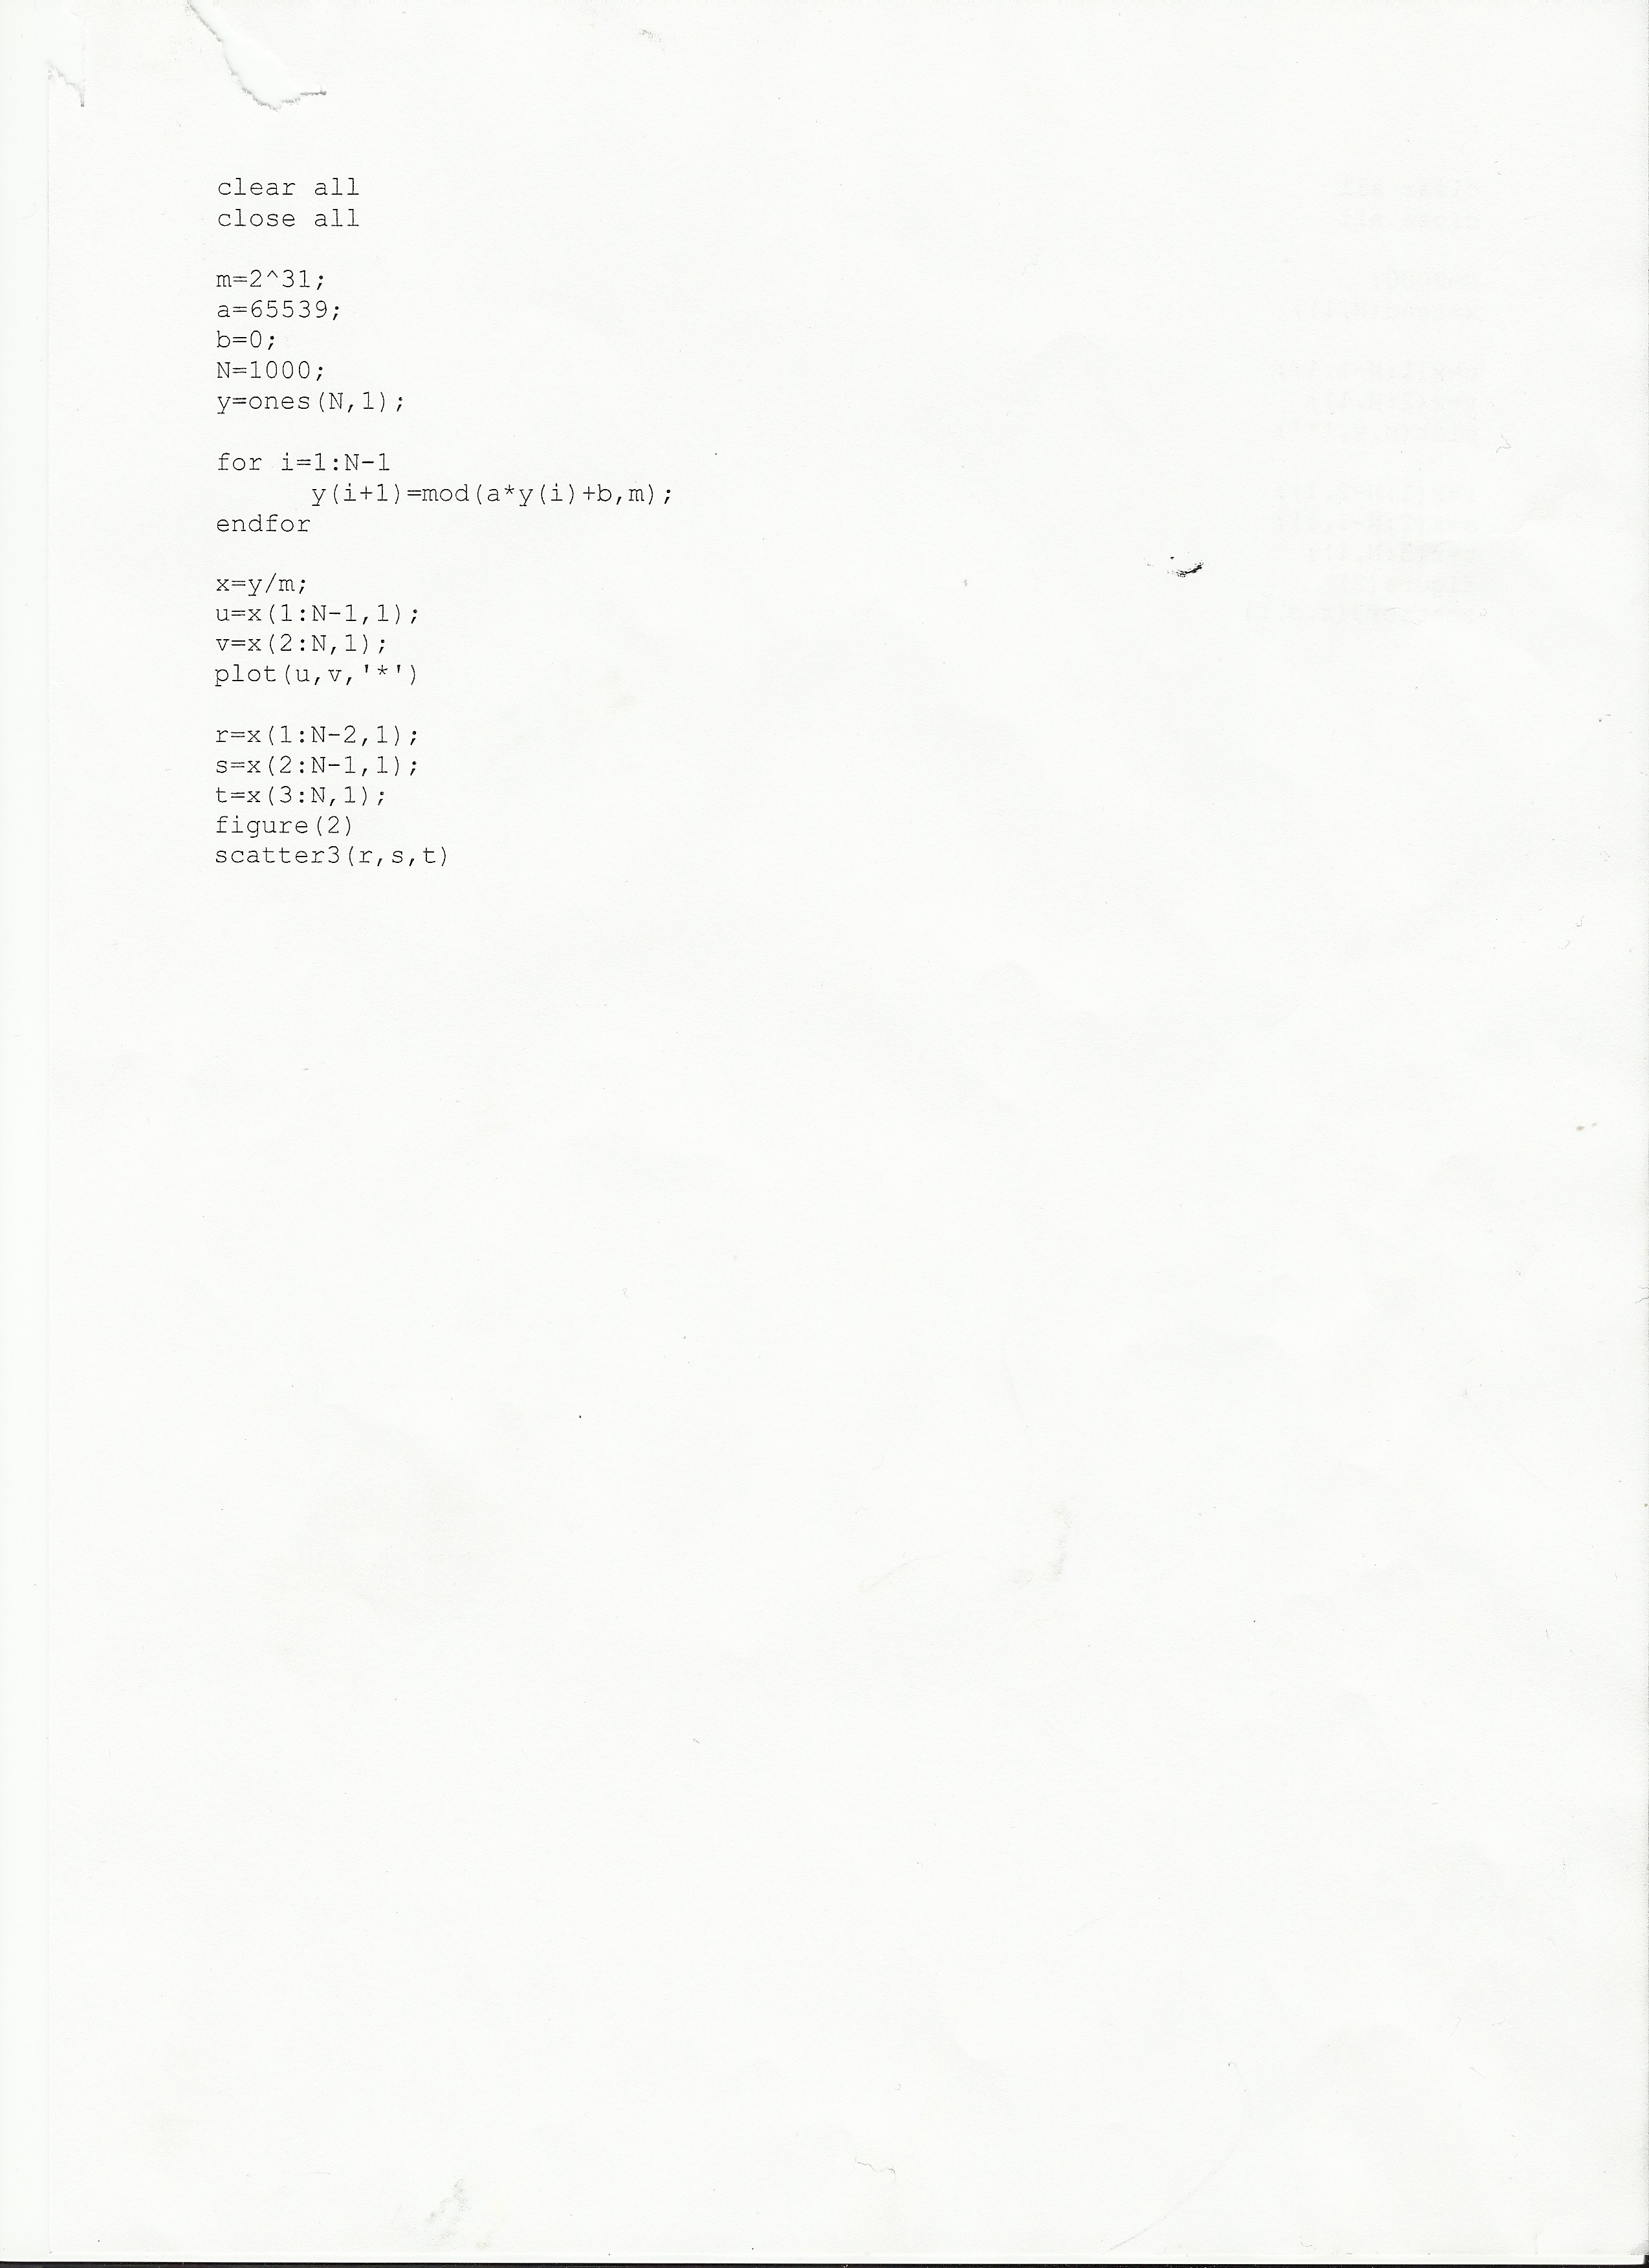 clear all
close all

m=2^31;
a=65539;
b=0;
N=1000;
y=ones(N,1);

for i=1:N-1
      y(i+1)=mod(a*y(i)+b,m);
endfor

x=y/m;
u=x(1:N-1,1);
v=x(2:N,1);
plot(u,v,'*')

r=x(1:N-2,1);
s=x(2:N-1,1);
t=x(3:N,1);
figure(2)
scatter3(r,s,t)